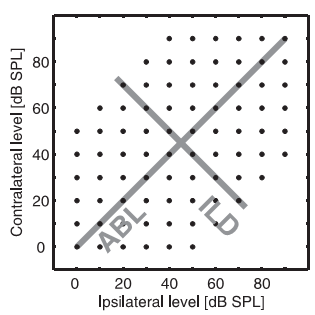 Contralateral level [dB SPL]
80
60
40
20
0
ABL
ILD
0 20 40 60 80
Ipsilateral level [dB SPL]